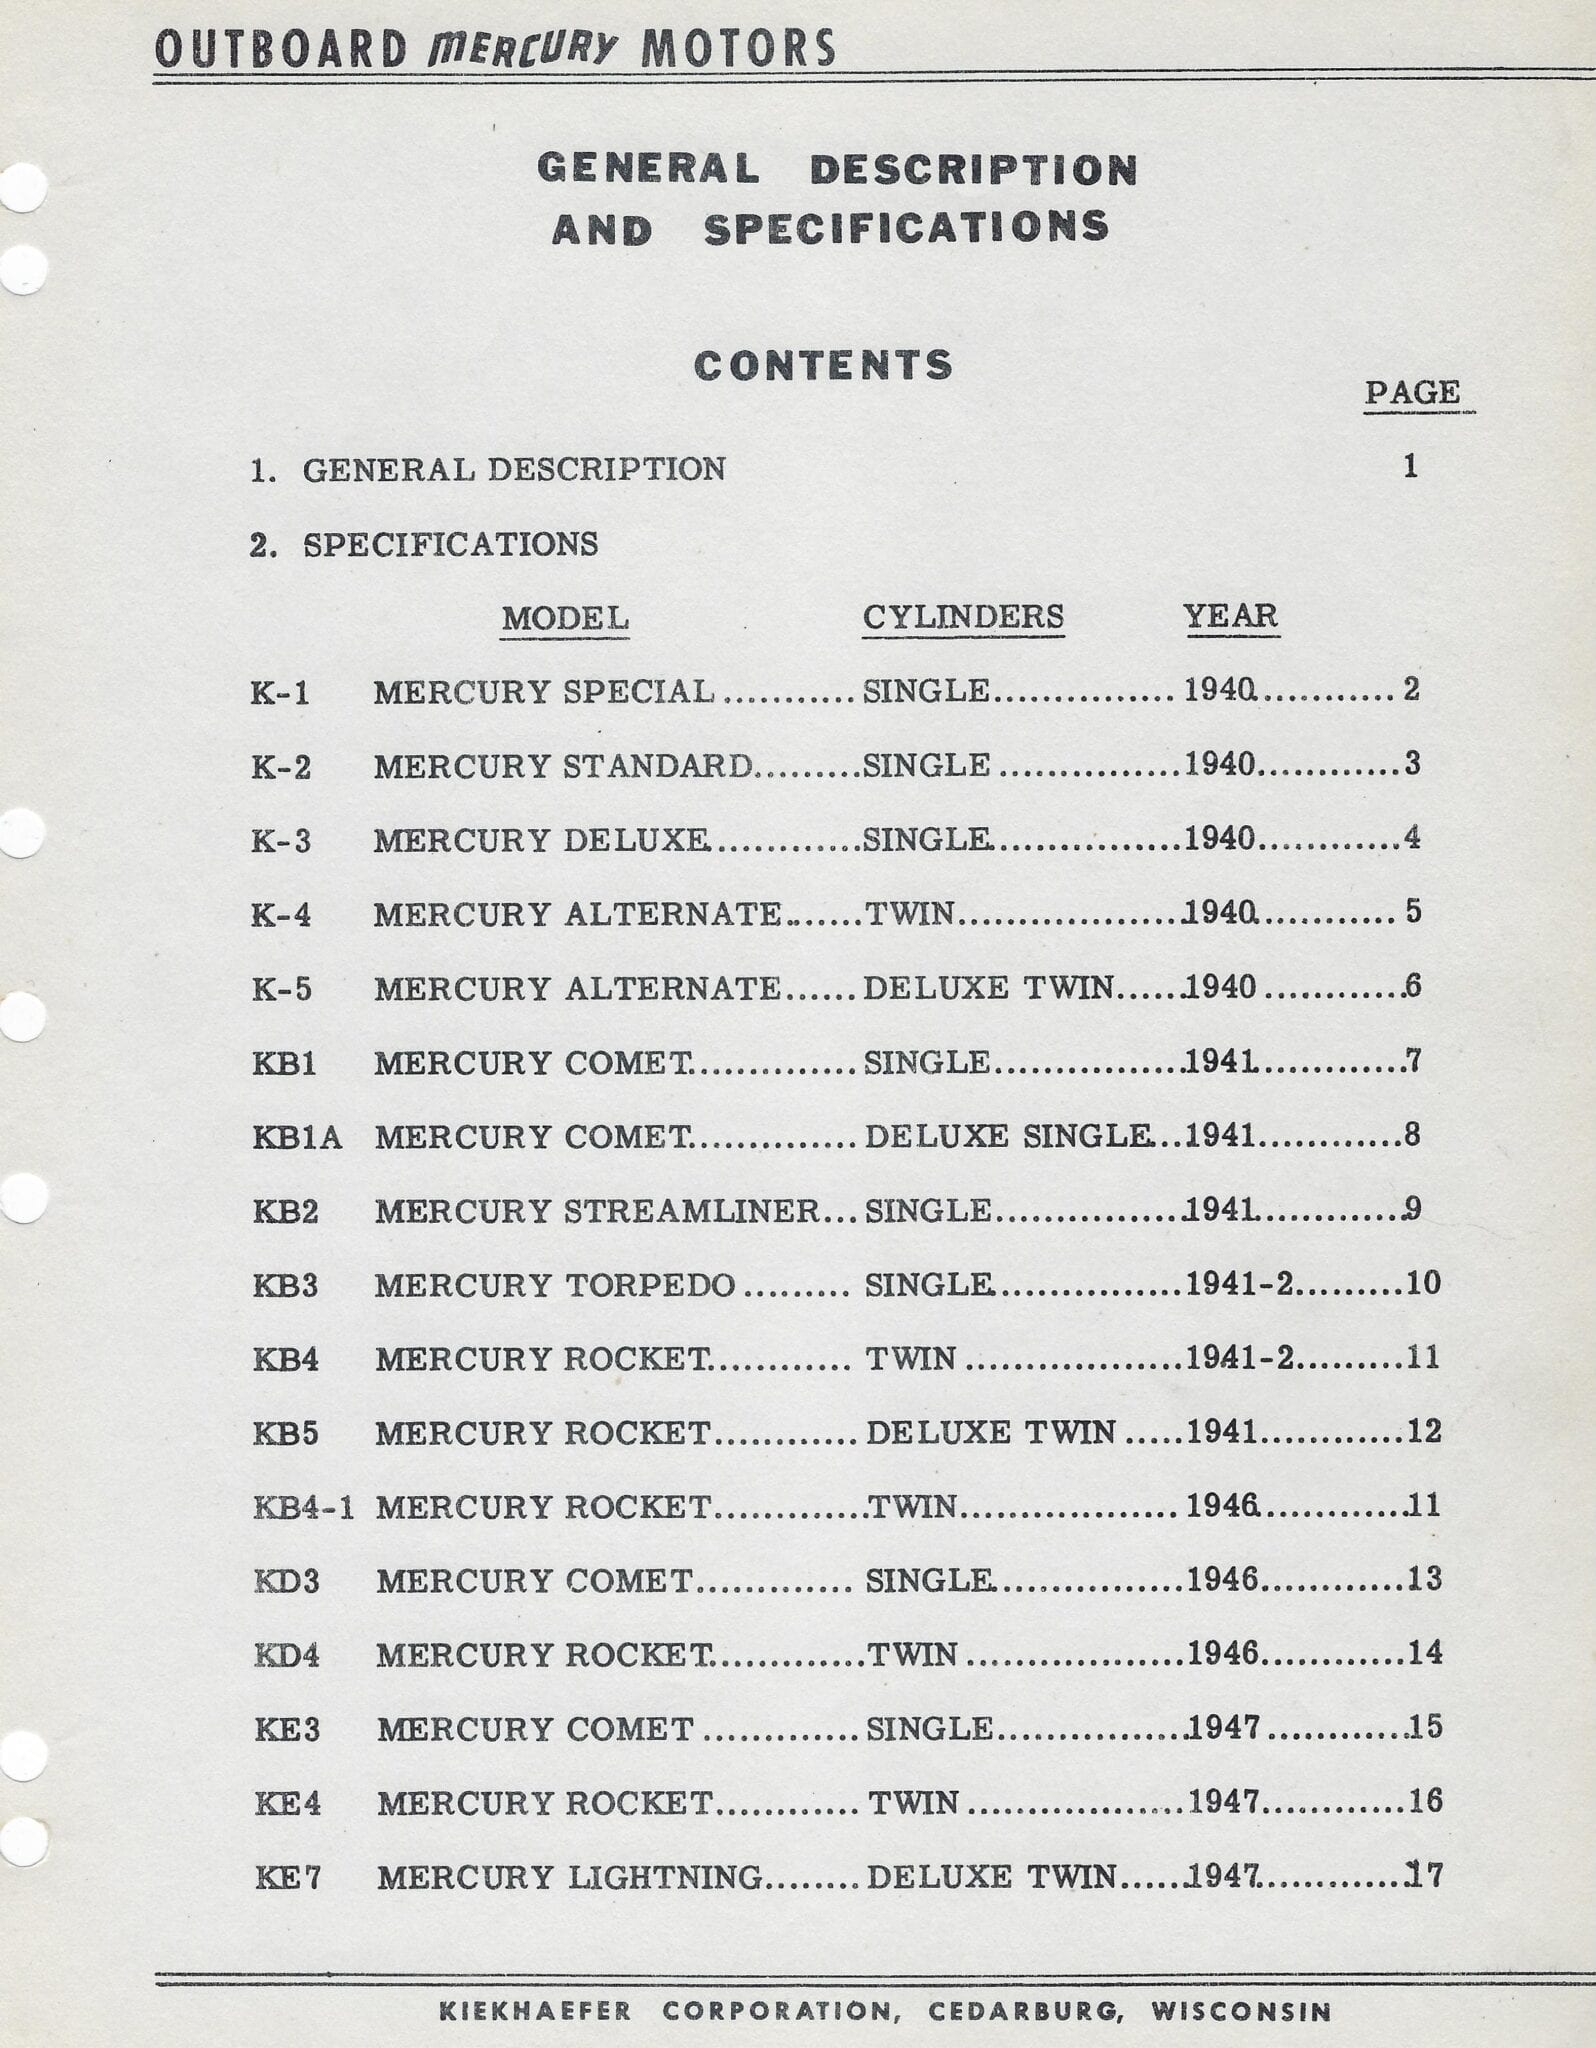 OUTBOARD MERCURY MOTORS
GENERAL DESCRIPTION
AND SPECIFICATIONS
CONTENTS
PAGE
1. GENERAL DESCRIPTION 1
2. SPECIFICATIONS
MODEL CYLINDERS YEAR
K-1 MERCURY SPECIAL........... SINGLE............... 1940............ 2
K-2 MERCURY STANDARD.........SINGLE...............1940............3
K-3 MERCURY DELUXE.............SINGLE................1940............4
K-4 MERCURY ALTERNATE.......TWIN...................1940............ 5
K-5 MERCURY ALTERNATE......DELUXE TWIN......1940............6
KB1 MERCURY COMET...............SINGLE................1941.............7
KB1A MERCURY COMET...............DELUXE SINGLE...1941............8
KB2 MERCURY STREAMLINER...SINGLE................1941.............9
KB3 MERCURY TORPEDO......... SINGLE................1941-2.........10
KB4 MERCURY ROCKET............. TWIN...................1941-2.........11
KB5 MERCURY ROCKET............DELUXE TWIN.....1941............12
KB4-1 MERCURY ROCKET.............TWIN................... 1946.............11
KD3 MERCURY COMET............. SINGLE................1946............13
KD4 MERCURY ROCKET..............TWIN...................1946............14
KE3 MERCURY COMET.............SINGLE................1947............15
KE4 MERCURY ROCKET............ TWIN...................1947............16
KE7 MERCURY LIGHTNING........DELUXE TWIN......1947..............17
KIEKHAEFER CORPORATION, CEDARBURG, WISCONSIN